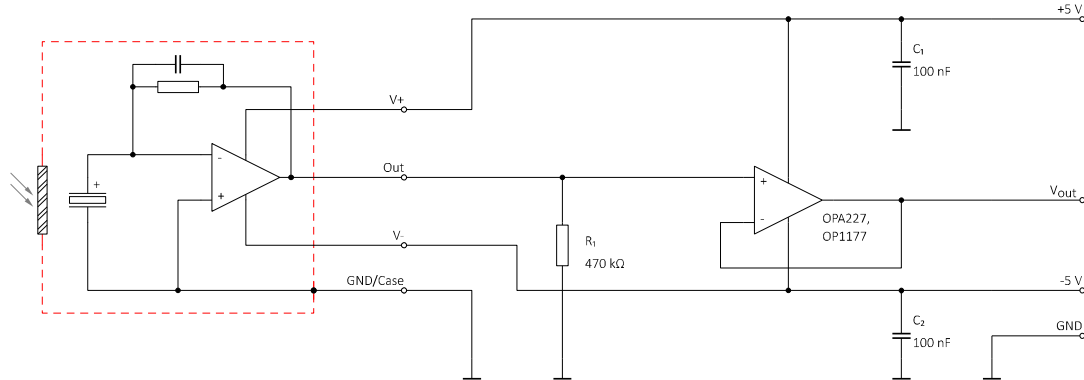 +5 V
C₁
100 nF
V+
-
+
+
Out
+
-
OPA227,
OP1177
Vout
R₁
470 kΩ
V-
GND/Case
-5 V
C₂
100 nF
GND